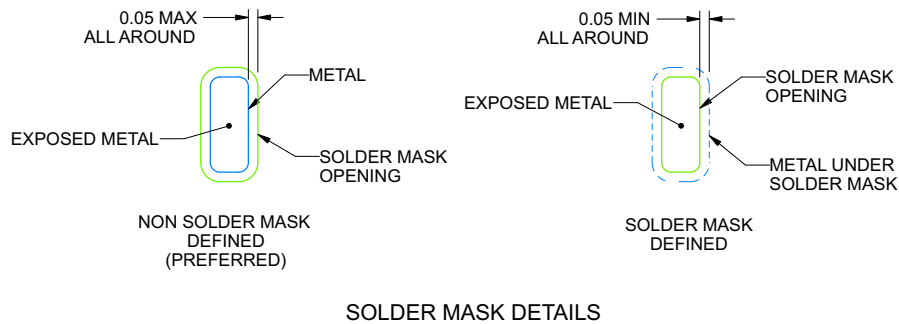 0.05 MAX
ALL AROUND
METAL
EXPOSED METAL
SOLDER MASK
OPENING
NON SOLDER MASK
DEFINED
(PREFERRED)
0.05 MIN
ALL AROUND
SOLDER MASK
OPENING
EXPOSED METAL
METAL UNDER
SOLDER MASK
SOLDER MASK
DEFINED
SOLDER MASK DETAILS